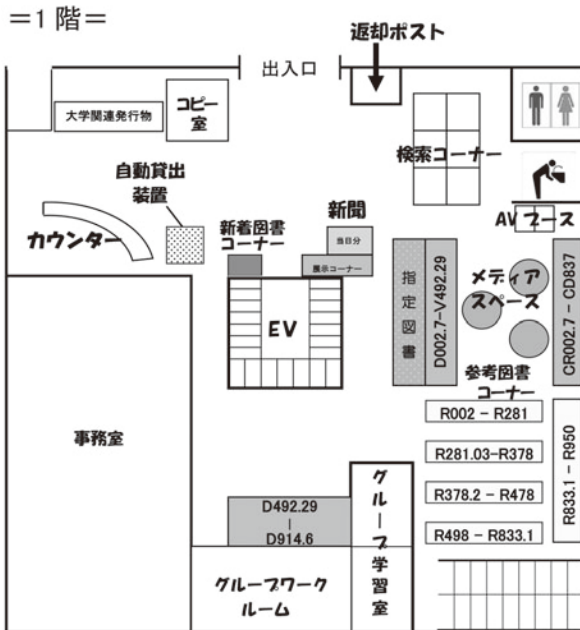 =1階=
返却ポスト
出入口
大学関連発行物
コピー
室
検索コーナー
自動貸出
装置
カウンター
新着図書
コーナー
新聞
当日分
展示コーナー
AVブース
EV
指定図書
D002.7-V492.29
メディア
スペース
CR002.7 - CD837
参考図書
コーナー
R002 - R281
R281.03-R378
R378.2 - R478
R498 - R833.1
R833.1 - R950
事務室
D492.29
|
D914.6
グループ学習室
グループワーク
ルーム